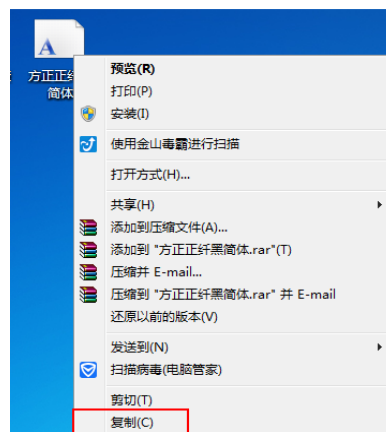 A
方正正纤
简体
预览(R)
打印(P)
安装(I)
使用金山毒霸进行扫描
打开方式(H)...
共享(H)
添加到压缩文件(A)...
添加到 "方正正纤黑简体.rar"(T)
压缩并 E-mail...
压缩到 "方正正纤黑简体.rar" 并 E-mail
还原以前的版本(V)
发送到(N)
扫描病毒(电脑管家)
剪切(T)
复制(C)